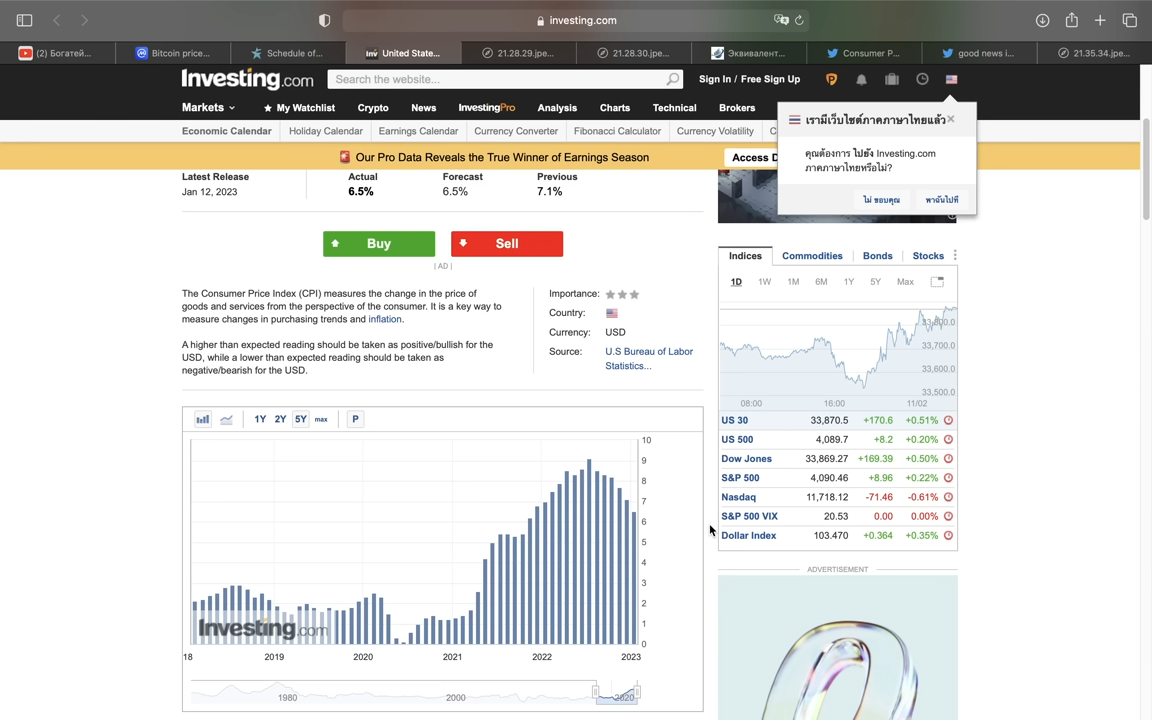 investing.com
(2) Богатей...
Bitcoin price...
Schedule of...
United State...
21.28.29.jpe...
21.28.30.jpe...
Эквивалент...
Consumer P...
good news i...
21.35.34.jpe...
Investing.com
Search the website...
Sign In / Free Sign Up
Markets
My Watchlist
Crypto
News
InvestingPro
Analysis
Charts
Technical
Brokers
Economic Calendar
Holiday Calendar
Earnings Calendar
Currency Converter
Fibonacci Calculator
Currency Volatility
เรามีเว็บไซต์ภาคภาษาไทยแล้ว
คุณต้องการ ไปยัง Investing.com
ภาคภาษาไทยหรือไม่?
ไม่ ขอบคุณ
พาฉันไปที
Our Pro Data Reveals the True Winner of Earnings Season
Access D
Latest Release
Actual
Forecast
Previous
Jan 12, 2023
6.5%
6.5%
7.1%
Buy
Sell
[ AD ]
The Consumer Price Index (CPI) measures the change in the price of
goods and services from the perspective of the consumer. It is a key way to
measure changes in purchasing trends and inflation.
A higher than expected reading should be taken as positive/bullish for the
USD, while a lower than expected reading should be taken as
negative/bearish for the USD.
Importance:
Country:
Currency: USD
Source: U.S Bureau of Labor
Statistics...
1Y 2Y 5Y max P
10
9
8
7
6
5
4
3
2
1
0
Investing.com
18 2019 2020 2021 2022 2023
1980 2000 2020
Indices
Commodities
Bonds
Stocks
1D 1W 1M 6M 1Y 5Y Max
33,800.0
33,700.0
33,600.0
33,500.0
08:00 16:00 11/02
US 30 33,870.5 +170.6 +0.51%
US 500 4,089.7 +8.2 +0.20%
Dow Jones 33,869.27 +169.39 +0.50%
S&P 500 4,090.46 +8.96 +0.22%
Nasdaq 11,718.12 -71.46 -0.61%
S&P 500 VIX 20.53 0.00 0.00%
Dollar Index 103.470 +0.364 +0.35%
ADVERTISEMENT